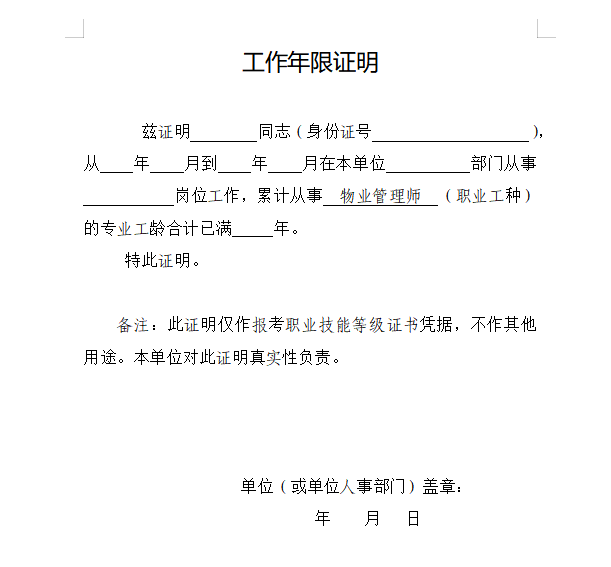 工作年限证明
兹证明________同志（身份证号___________________），
从____年____月到____年____月在本单位__________部门从事
___________岗位工作，累计从事__物业管理师__（职业工种）
的专业工龄合计已满_____年。
特此证明。
备注：此证明仅作报考职业技能等级证书凭据，不作其他
用途。本单位对此证明真实性负责。
单位（或单位人事部门）盖章：
年 月 日